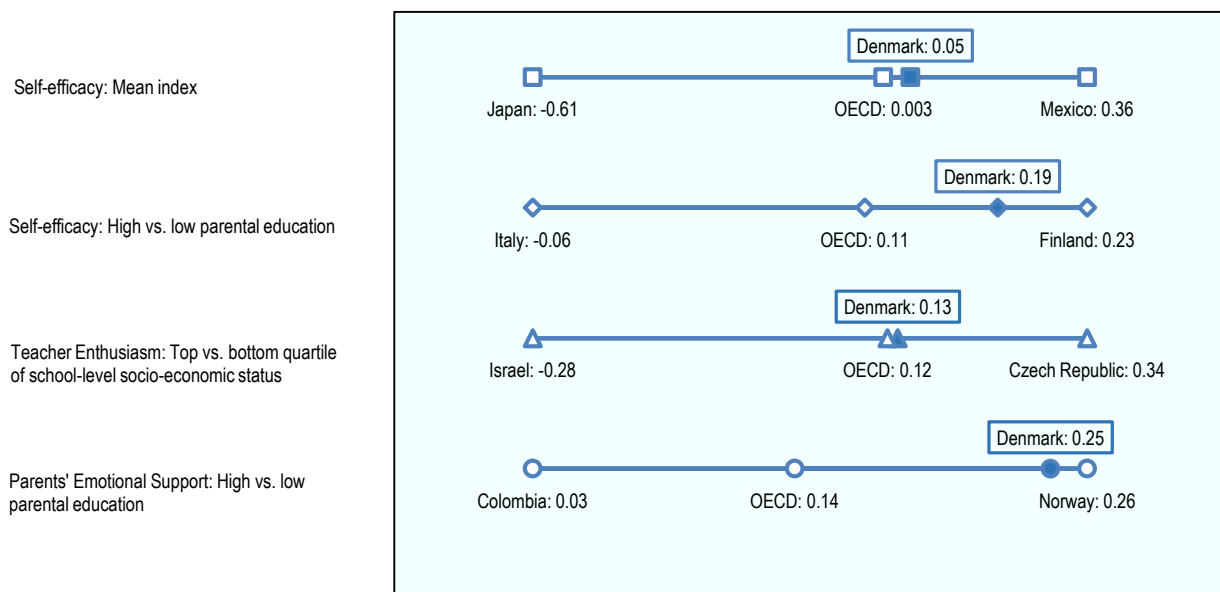 Denmark: 0.05
Self-efficacy: Mean index
Japan: -0.61
OECD: 0.003
Mexico: 0.36
Denmark: 0.19
Self-efficacy: High vs. low parental education
Italy: -0.06
OECD: 0.11
Finland: 0.23
Denmark: 0.13
Teacher Enthusiasm: Top vs. bottom quartile
of school-level socio-economic status
Israel: -0.28
OECD: 0.12
Czech Republic: 0.34
Denmark: 0.25
Parents' Emotional Support: High vs. low
parental education
Colombia: 0.03
OECD: 0.14
Norway: 0.26